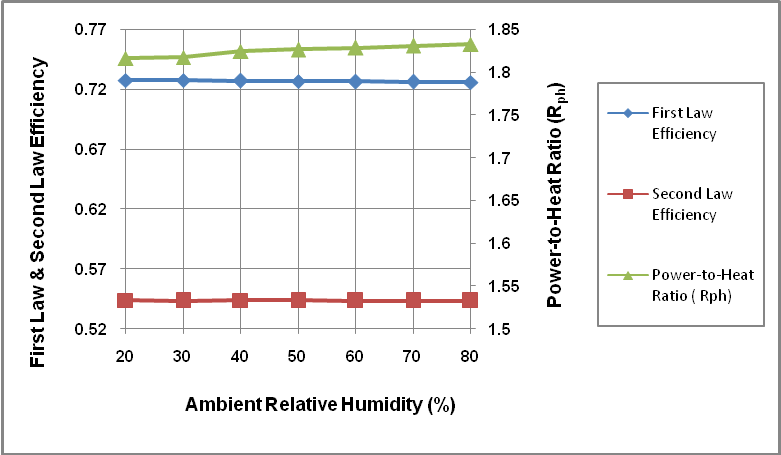 First Law & Second Law Efficiency
0.77
0.72
0.67
0.62
0.57
0.52
20 30 40 50 60 70 80
Ambient Relative Humidity (%)
1.85
1.8
1.75
1.7
1.65
1.6
1.55
1.5
Power-to-Heat Ratio (Rph)
First Law
Efficiency
Second Law
Efficiency
Power-to-Heat
Ratio ( Rph)